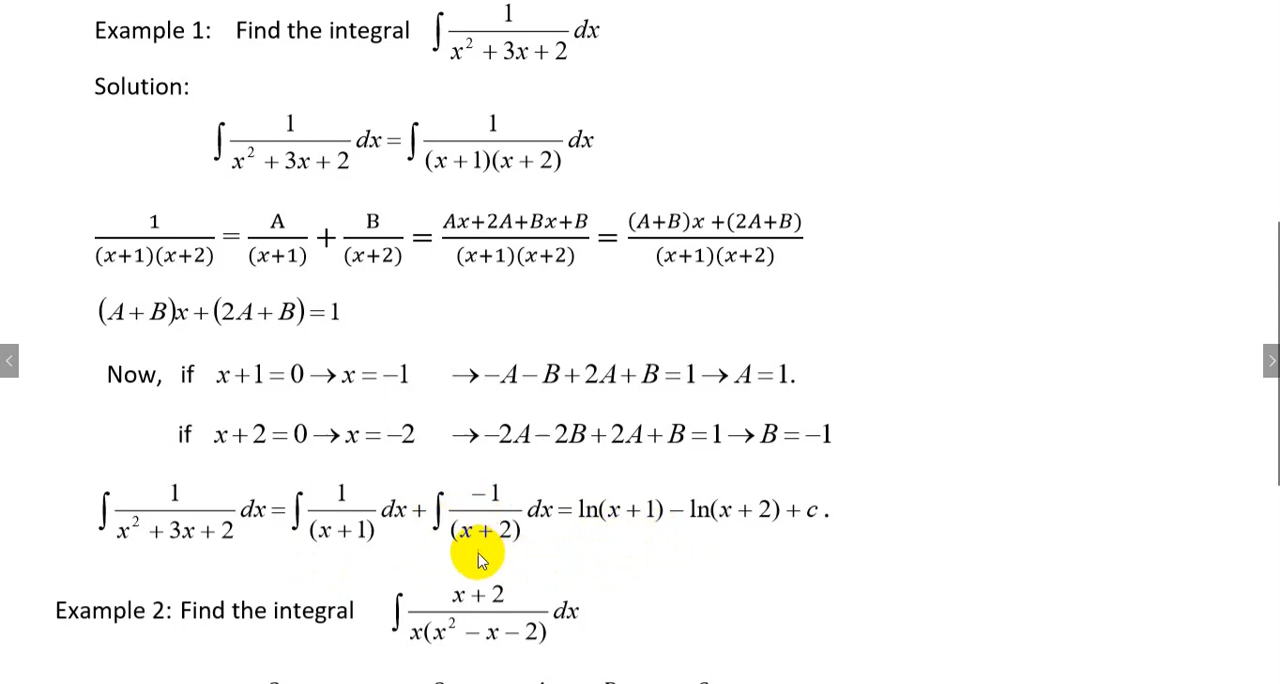 Example 1: Find the integral ∫ 1/(x² + 3x + 2) dx
Solution:
∫ 1/(x² + 3x + 2) dx = ∫ 1/((x + 1)(x + 2)) dx
1/((x+1)(x+2)) = A/(x+1) + B/(x+2) = (Ax+2A+Bx+B)/((x+1)(x+2)) = ((A+B)x +(2A+B))/((x+1)(x+2))
(A + B)x + (2A + B) = 1
Now, if x + 1 = 0 → x = −1 → −A − B + 2A + B = 1 → A = 1.
if x + 2 = 0 → x = −2 → −2A − 2B + 2A + B = 1 → B = −1
∫ 1/(x² + 3x + 2) dx = ∫ 1/(x + 1) dx + ∫ −1/(x + 2) dx = ln(x + 1) − ln(x + 2) + c .
Example 2: Find the integral ∫ (x + 2)/(x(x² − x − 2)) dx